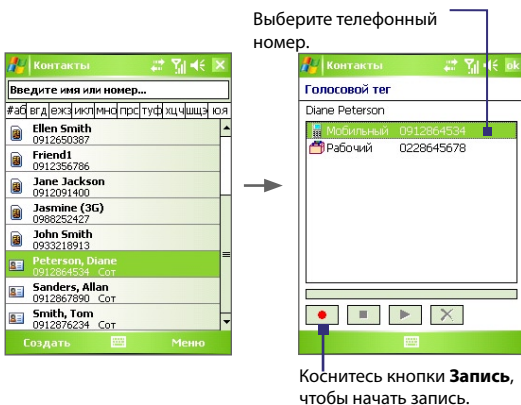 Выберите телефонный
номер.
Контакты
Введите имя или номер...
#аб вгд ежз икл мно прс туф хцч шщэ юя
Ellen Smith
0912650387
Friend1
0912356786
Jane Jackson
0912091400
Jasmine (3G)
0988252427
John Smith
0933218913
Peterson, Diane
0912864534 Сот
Sanders, Allan
0912867890 Сот
Smith, Tom
0912876234 Сот
Создать Меню
Контакты ok
Голосовой тег
Diane Peterson
Мобильный 0912864534
Рабочий 0228645678
Коснитесь кнопки Запись,
чтобы начать запись.